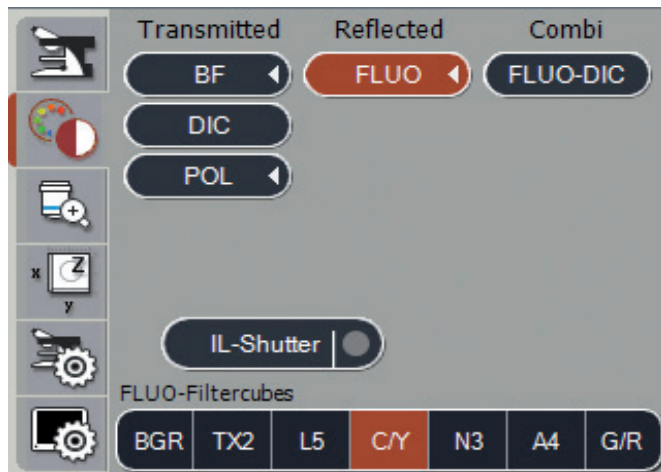 Transmitted Reflected Combi
BF FLUO FLUO-DIC
DIC
POL
x Z
y
IL-Shutter
FLUO-Filtercubes
BGR TX2 L5 C/Y N3 A4 G/R